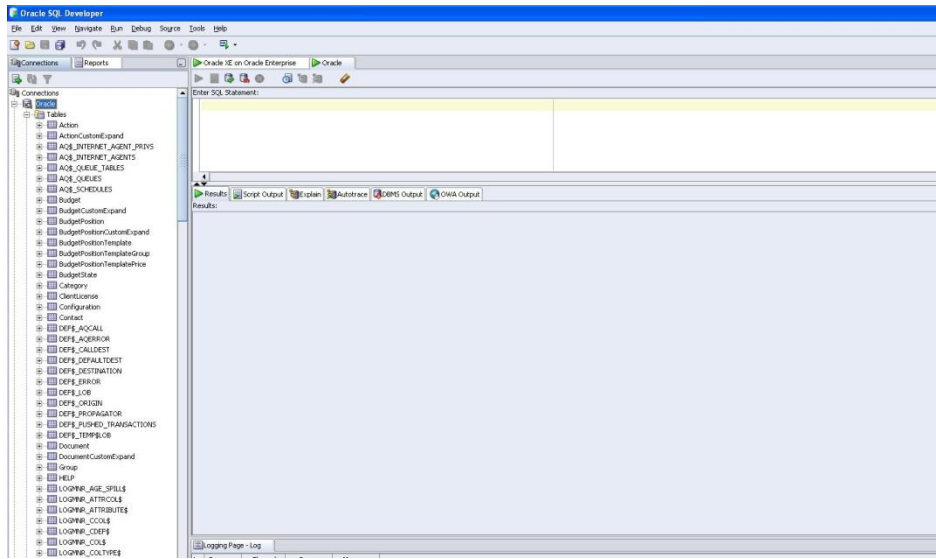 Oracle SQL Developer
File Edit View Navigate Run Debug Source Tools Help
Connections Reports
Oracle XE on Oracle Enterprise Oracle
Enter SQL Statement:
Connections
Oracle
Tables
Action
ActionCustomExpand
AQ$_INTERNET_AGENT_PRIVS
AQ$_INTERNET_AGENTS
AQ$_QUEUE_TABLES
AQ$_QUEUES
AQ$_SCHEDULES
Budget
BudgetCustomExpand
BudgetPosition
BudgetPositionCustomExpand
BudgetPositionTemplate
BudgetPositionTemplateGroup
BudgetPositionTemplatePrice
BudgetState
Category
ClientLicense
Configuration
Contact
DEF$_AQCALL
DEF$_AQERROR
DEF$_CALLDEST
DEF$_DEFAULTDEST
DEF$_DESTINATION
DEF$_ERROR
DEF$_LOB
DEF$_ORIGIN
DEF$_PROPAGATOR
DEF$_PUSHED_TRANSACTIONS
DEF$_TEMP$LOB
Document
DocumentCustomExpand
Group
HELP
LOGMNR_AGE_SPILL$
LOGMNR_ATTRCOL$
LOGMNR_ATTRIBUTE$
LOGMNR_CCOL$
LOGMNR_CDEF$
LOGMNR_COL$
LOGMNR_COLTYPE$
Results Script Output Explain Autotrace DBMS Output OWA Output
Results:
Logging Page - Log